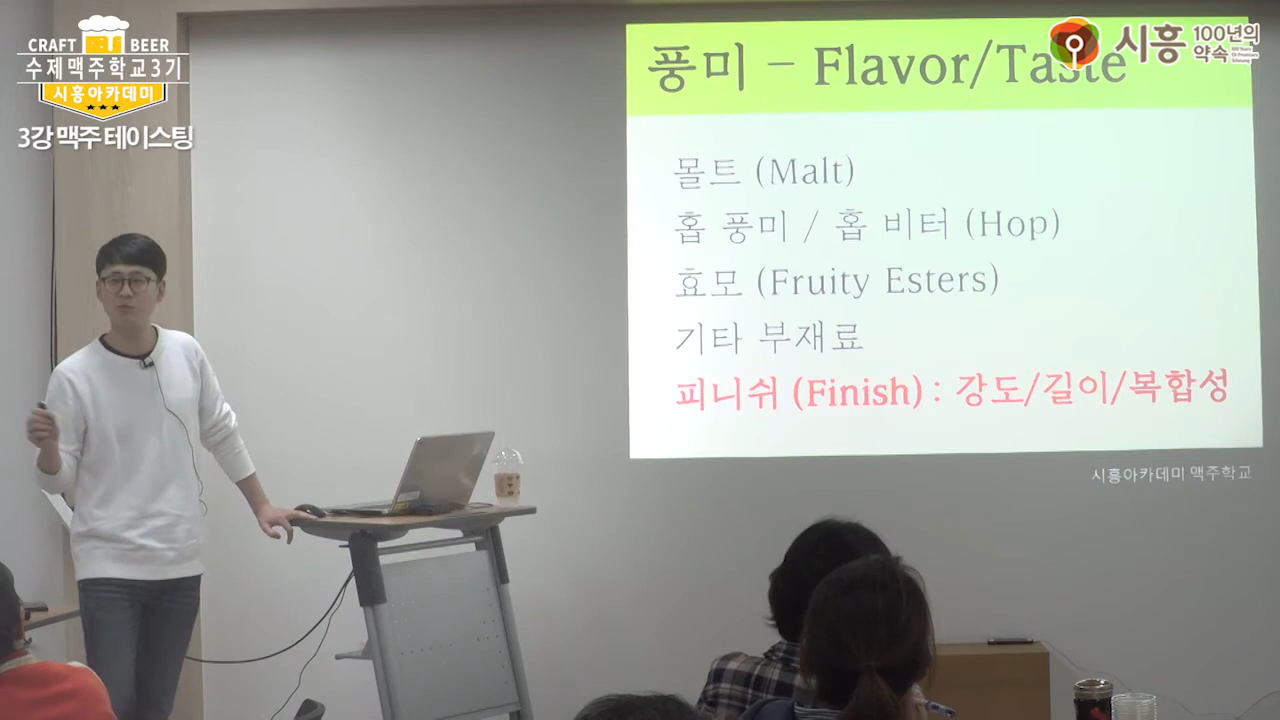 CRAFT BEER
수제맥주학교3기
시흥아카데미
3강 맥주 테이스팅
시흥 100년의 약속
풍미 – Flavor/Taste
몰트 (Malt)
홉 풍미 / 홉 비터 (Hop)
효모 (Fruity Esters)
기타 부재료
피니쉬 (Finish) : 강도/길이/복합성
시흥아카데미 맥주학교